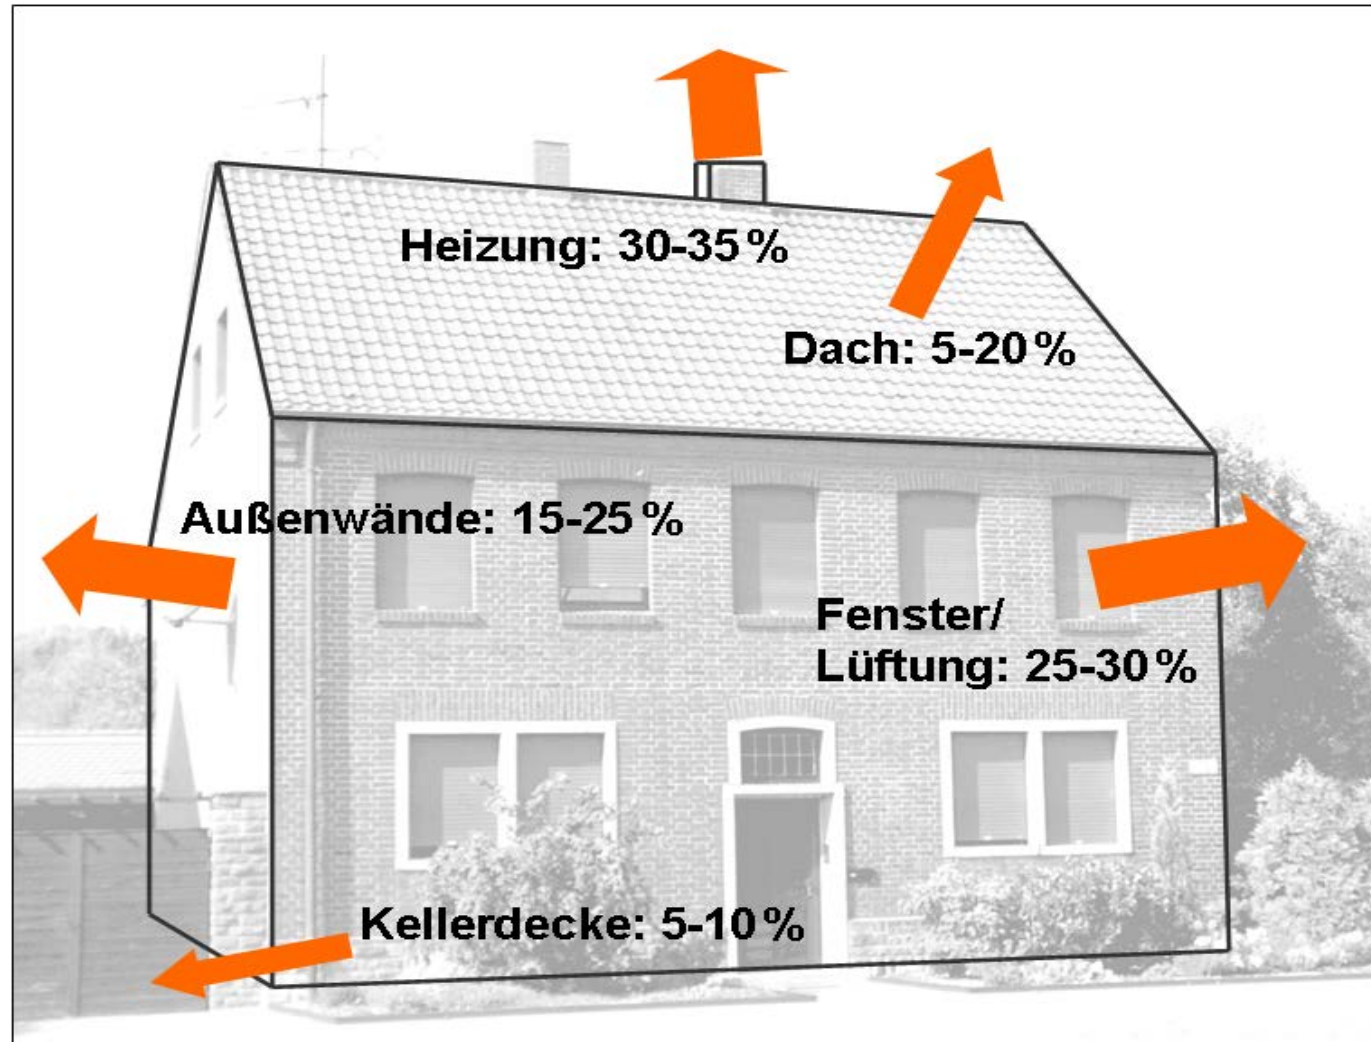 Heizung: 30-35%
Dach: 5-20%
Außenwände: 15-25%
Fenster/
Lüftung: 25-30%
Kellerdecke: 5-10%